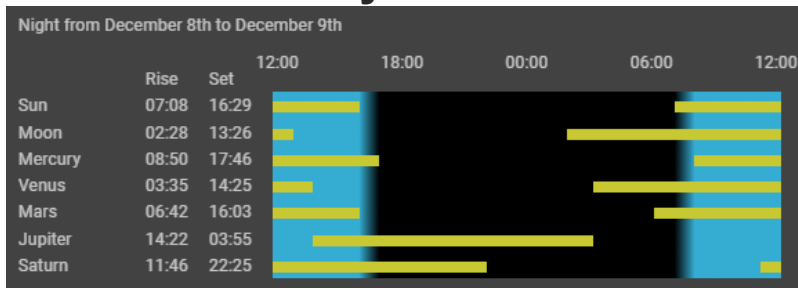 Night from December 8th to December 9th
12:00 18:00 00:00 06:00 12:00
Rise Set
Sun 07:08 16:29
Moon 02:28 13:26
Mercury 08:50 17:46
Venus 03:35 14:25
Mars 06:42 16:03
Jupiter 14:22 03:55
Saturn 11:46 22:25